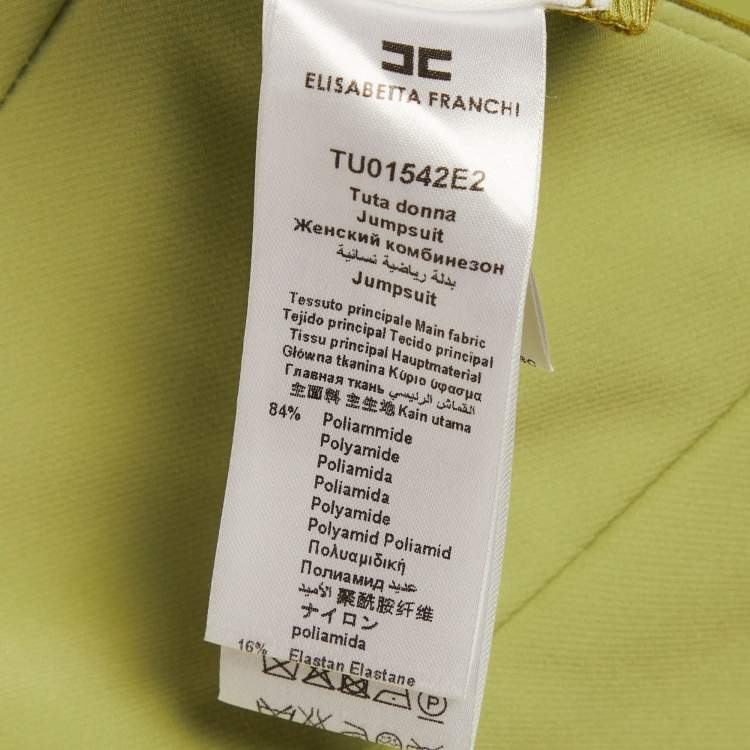 ELISABETTA FRANCHI
TU01542E2
Tuta donna
Jumpsuit
Женский комбинезон
بدلة رياضية نسائية
Jumpsuit
Tessuto principale Main fabric
Tejido principal Tecido principal
Tissu principal Hauptmaterial
Główna tkanina Κύριο ύφασμα
Главная ткань القماش الرئيسي
主面料 主生地 Kain utama
84% Poliammide
Polyamide
Poliamida
Poliamida
Polyamide
Polyamid Poliamid
Πολυαμιδική
Полиамид عديد
الأميد 聚酰胺纤维
ナイロン
poliamida
16% Elastan Elastane
P